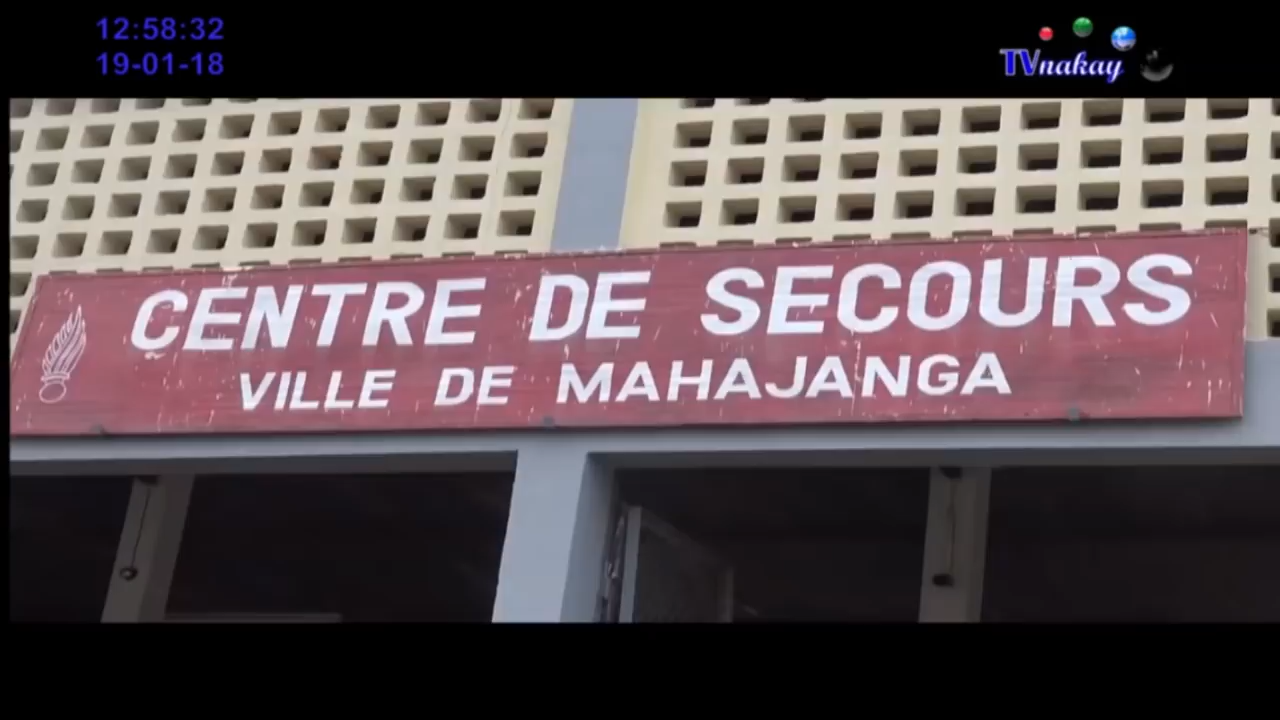 12:58:32
19-01-18
TVnakay
CENTRE DE SECOURS
VILLE DE MAHAJANGA